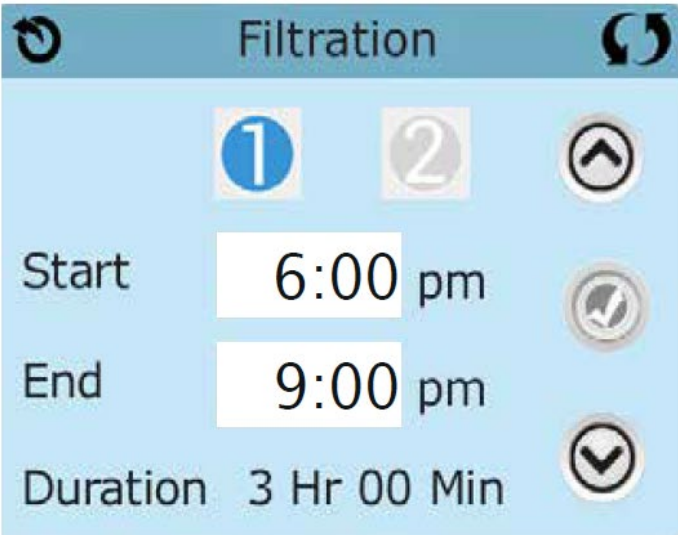 Filtration
1 2
Start 6:00 pm
End 9:00 pm
Duration 3 Hr 00 Min